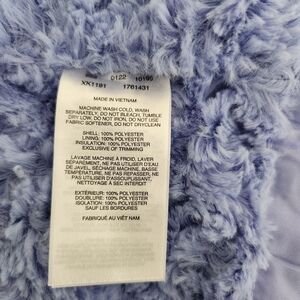 0122 10195
XK1191 1761431
MADE IN VIETNAM
MACHINE WASH COLD, WASH
SEPARATELY, DO NOT BLEACH, TUMBLE
DRY LOW, DO NOT IRON, DO NOT USE
FABRIC SOFTENER, DO NOT DRYCLEAN
SHELL: 100% POLYESTER
LINING: 100% POLYESTER
INSULATION: 100% POLYESTER
EXCLUSIVE OF TRIMMING
LAVAGE MACHINE À FROID, LAVER
SÉPARÉMENT, NE PAS UTILISER D'EAU
DE JAVEL, SÉCHAGE MACHINE, BASSE
TEMPÉRATURE, NE PAS REPASSER, NE
PAS UTILISER D'ASSOUPLISSANT,
NETTOYAGE A SEC INTERDIT
EXTÉRIEUR: 100% POLYESTER
DOUBLURE: 100% POLYESTER
ISOLATION: 100% POLYESTER
SAUF LES BORDURES
FABRIQUÉ AU VIÊT NAM